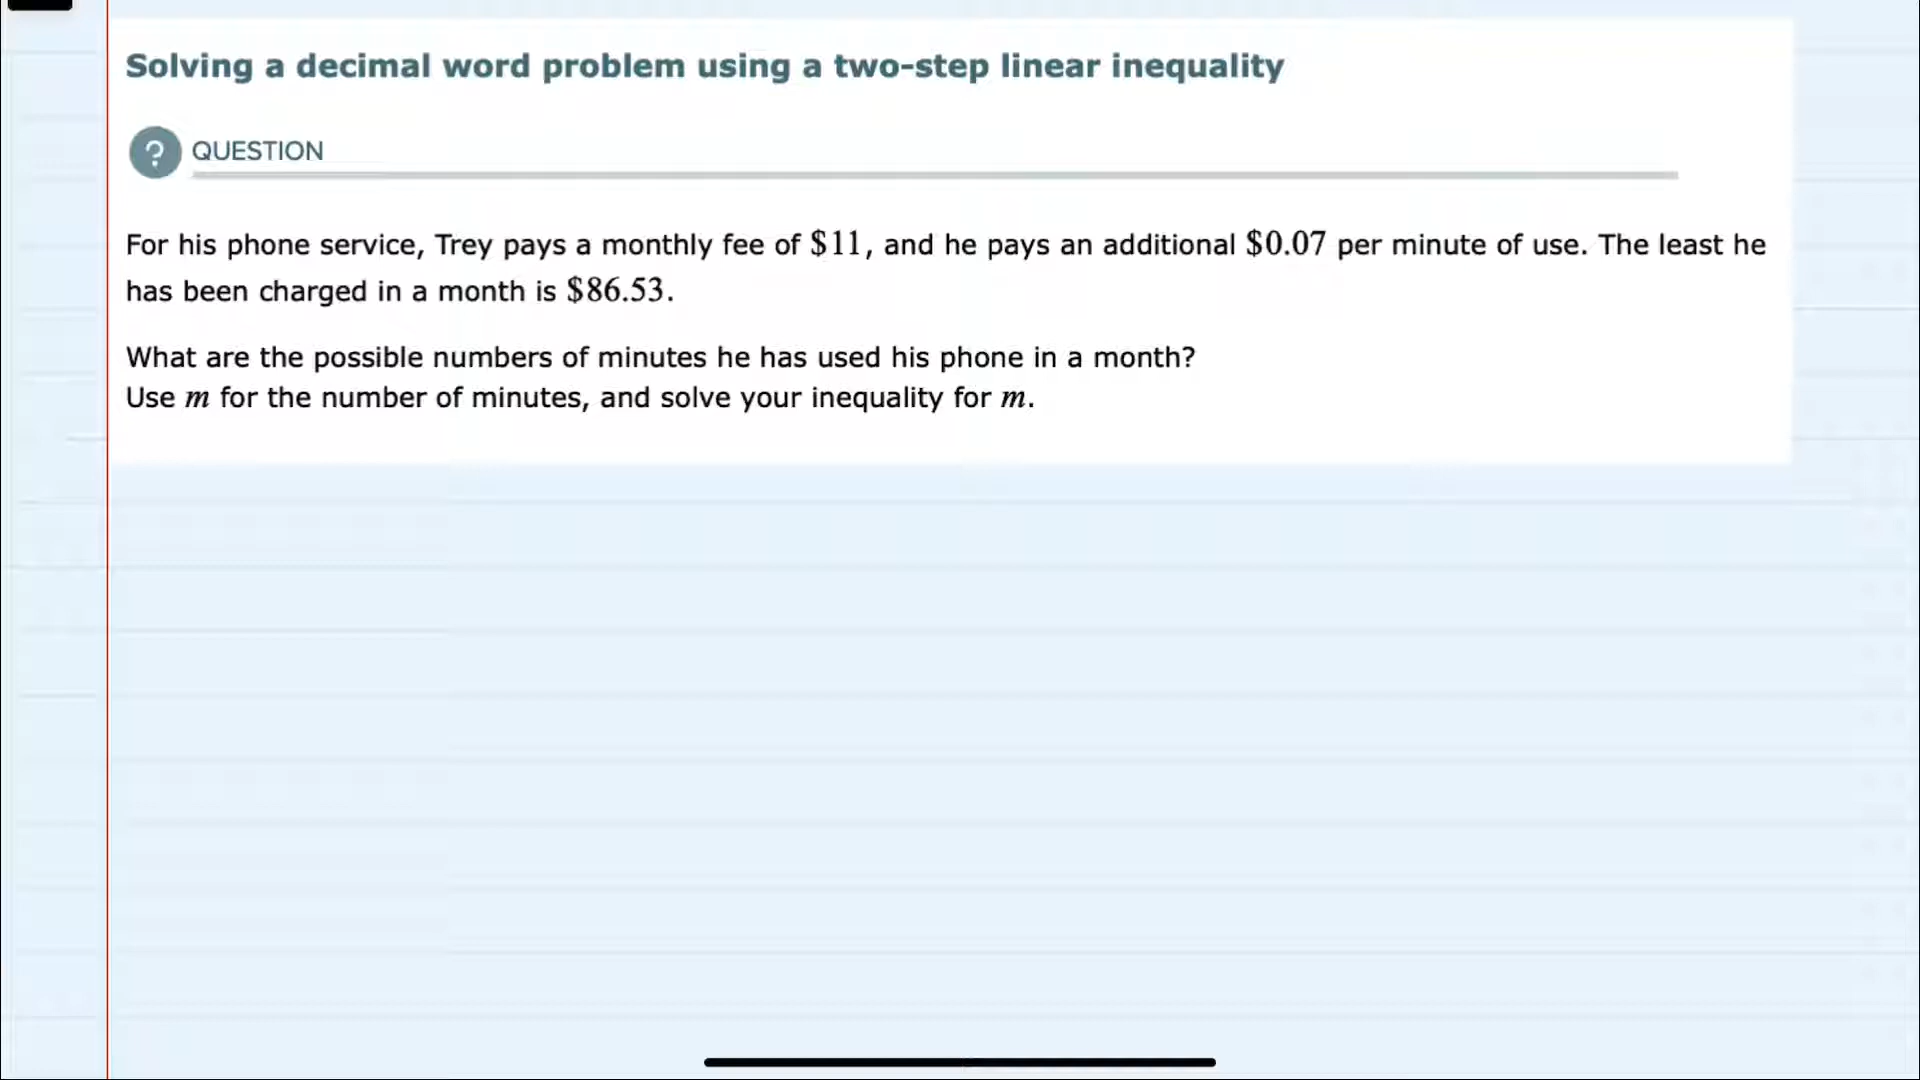 Solving a decimal word problem using a two-step linear inequality
? QUESTION
For his phone service, Trey pays a monthly fee of $11, and he pays an additional $0.07 per minute of use. The least he
has been charged in a month is $86.53.
What are the possible numbers of minutes he has used his phone in a month?
Use m for the number of minutes, and solve your inequality for m.